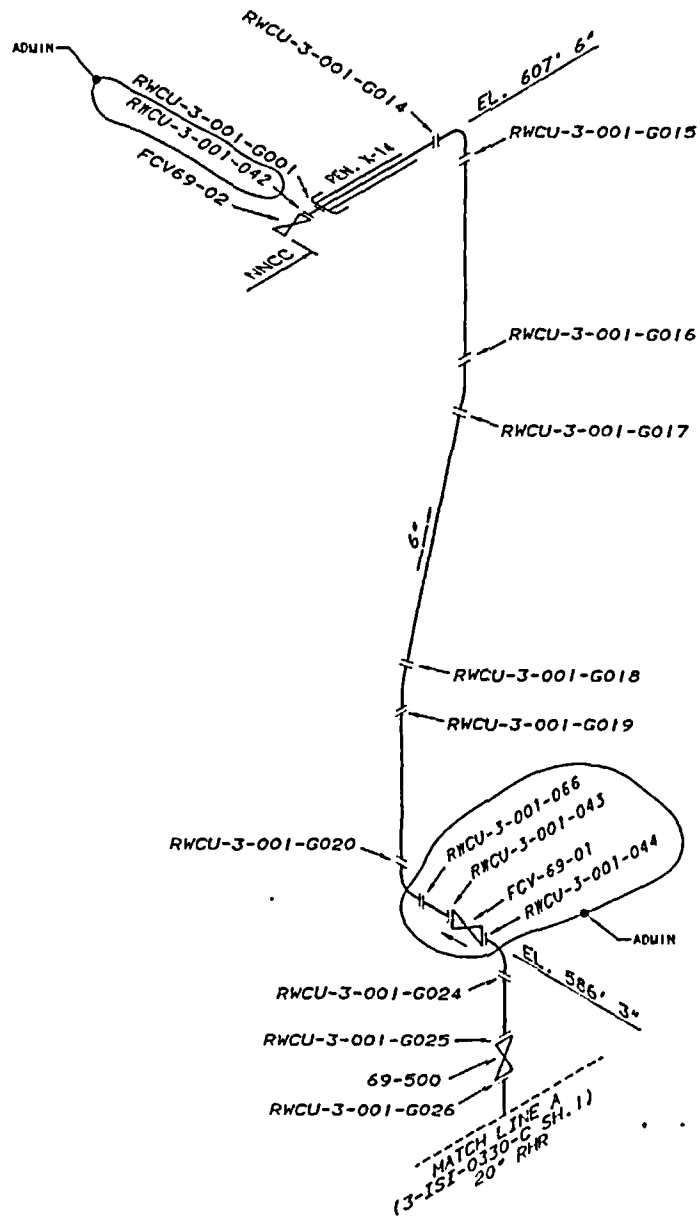 RWCU-3-001-G014
ADMIN
EL. 607' 6"
RWCU-3-001-G001
RWCU-3-001-042
FCV69-02
PEN. X-14
RWCU-3-001-G015
NNCC
RWCU-3-001-G016
RWCU-3-001-G017
6"
RWCU-3-001-G018
RWCU-3-001-G019
RWCU-3-001-G020
RWCU-3-001-066
RWCU-3-001-043
FCV-69-01
RWCU-3-001-044
ADMIN
EL. 586' 3"
RWCU-3-001-G024
RWCU-3-001-G025
69-500
RWCU-3-001-G026
MATCH LINE A
(3-ISI-0330-C SH.1)
20" RHR